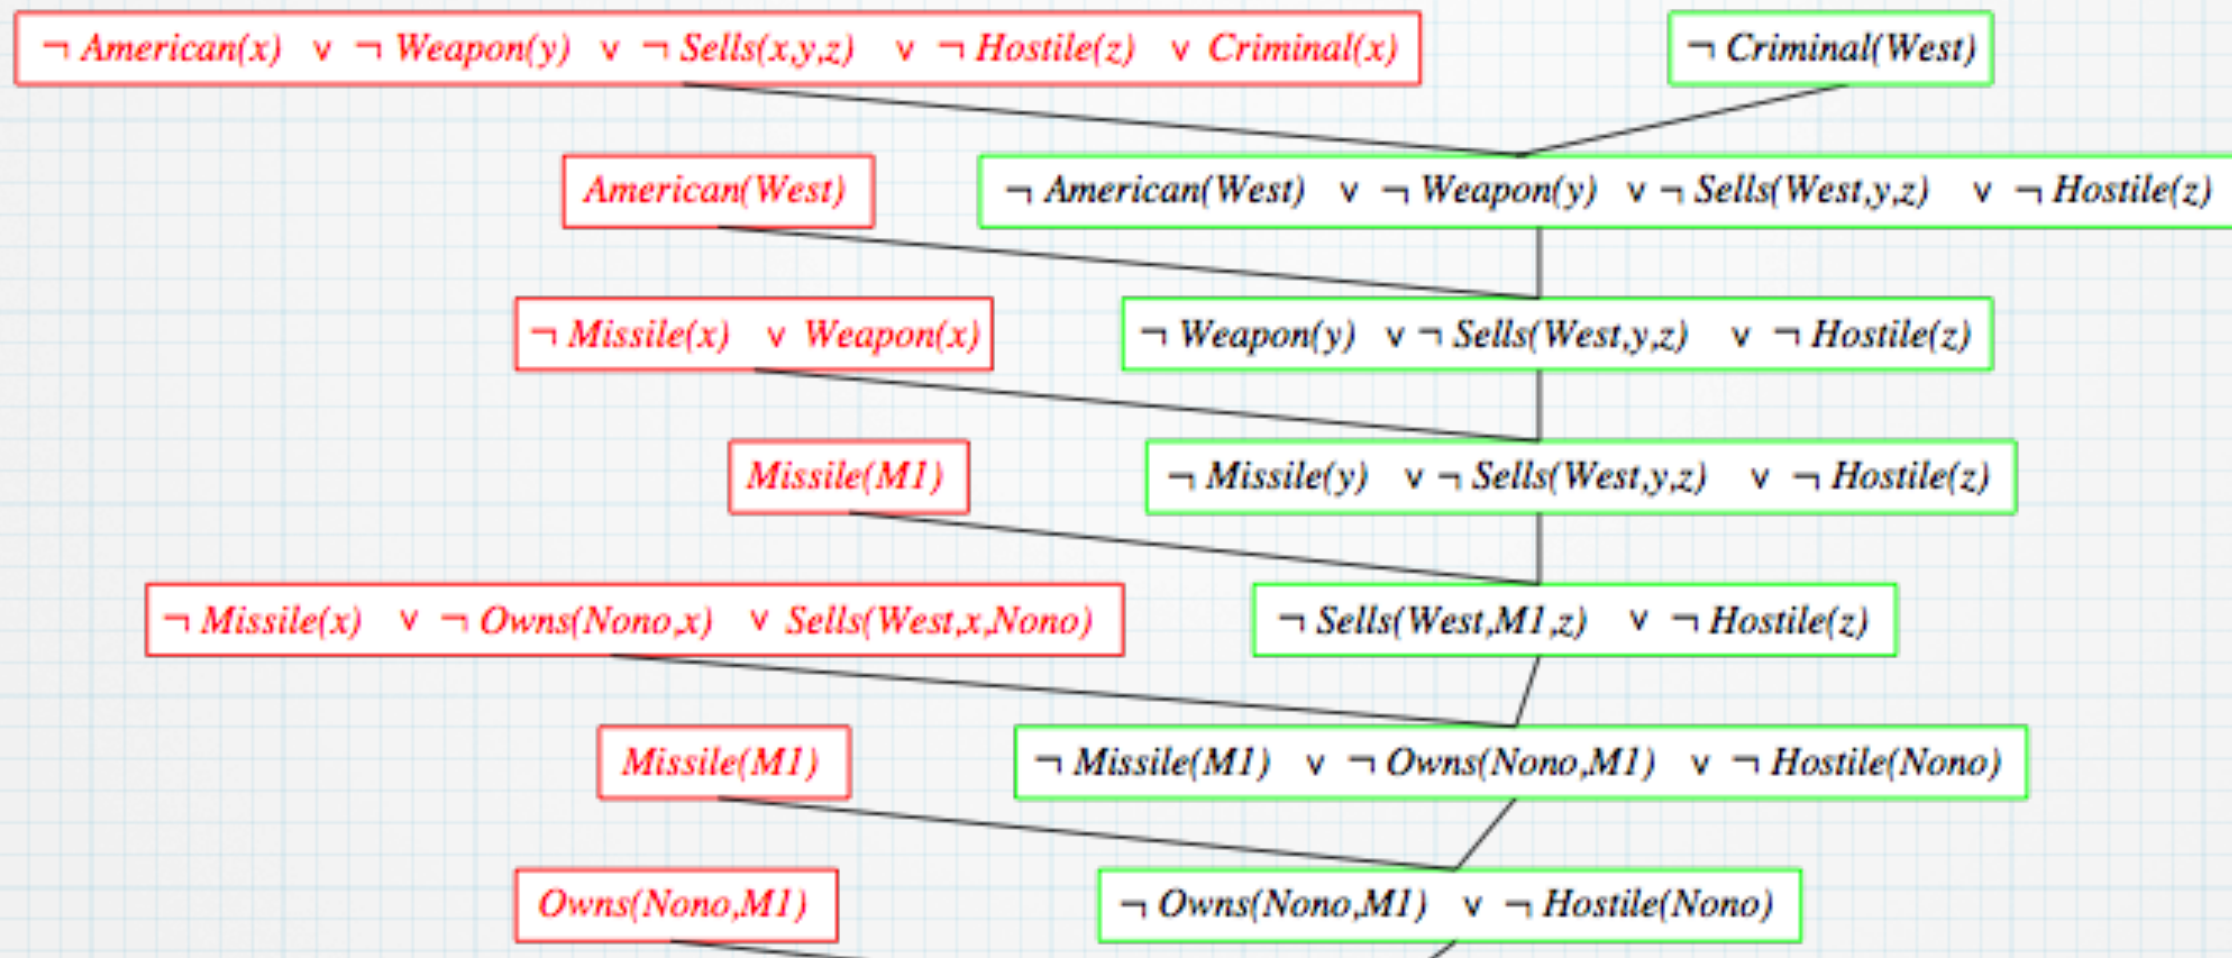 ¬ American(x) ∨ ¬ Weapon(y) ∨ ¬ Sells(x,y,z) ∨ ¬ Hostile(z) ∨ Criminal(x) ¬ Criminal(West)
American(West) ¬ American(West) ∨ ¬ Weapon(y) ∨ ¬ Sells(West,y,z) ∨ ¬ Hostile(z)
¬ Missile(x) ∨ Weapon(x) ¬ Weapon(y) ∨ ¬ Sells(West,y,z) ∨ ¬ Hostile(z)
Missile(M1) ¬ Missile(y) ∨ ¬ Sells(West,y,z) ∨ ¬ Hostile(z)
¬ Missile(x) ∨ ¬ Owns(Nono,x) ∨ Sells(West,x,Nono) ¬ Sells(West,M1,z) ∨ ¬ Hostile(z)
Missile(M1) ¬ Missile(M1) ∨ ¬ Owns(Nono,M1) ∨ ¬ Hostile(Nono)
Owns(Nono,M1) ¬ Owns(Nono,M1) ∨ ¬ Hostile(Nono)